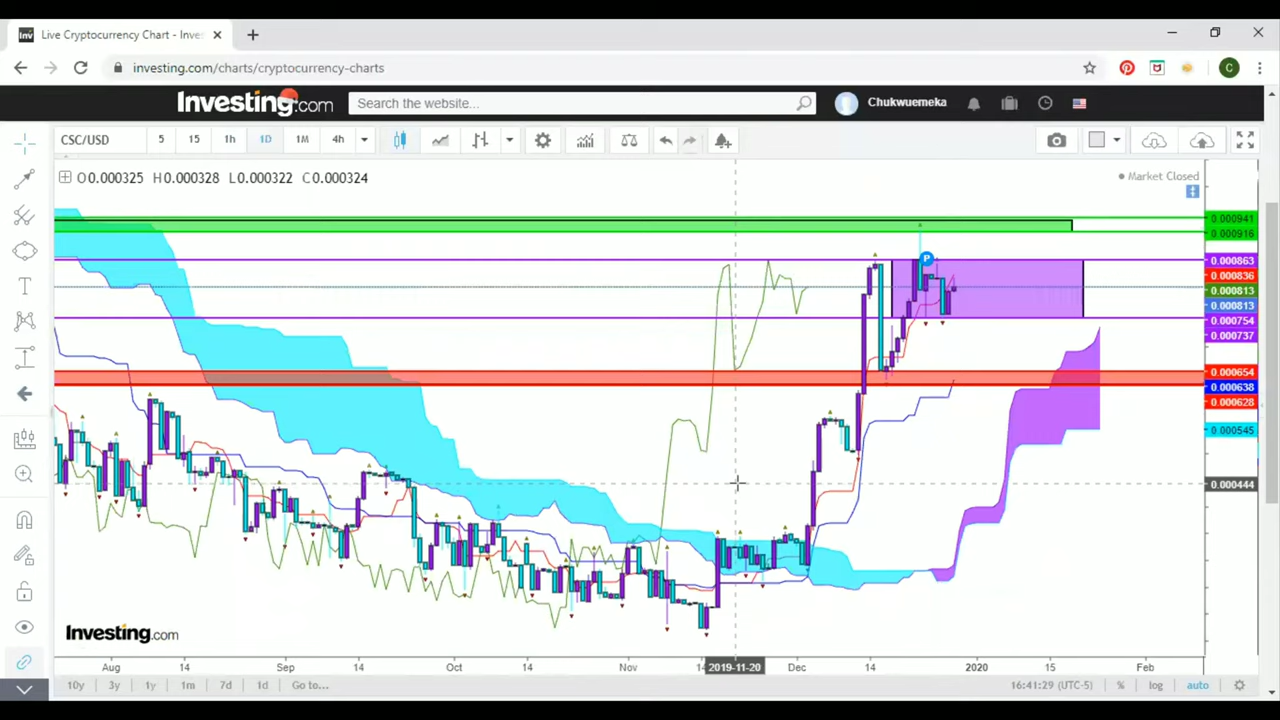 Live Cryptocurrency Chart - Inve
investing.com/charts/cryptocurrency-charts
C
Investing.com
Search the website...
Chukwuemeka
CSC/USD 5 15 1h 1D 1M 4h
O0.000325 H0.000328 L0.000322 C0.000324
Market Closed
0.000941
0.000916
0.000863
0.000836
0.000813
0.000813
0.000754
0.000737
0.000654
0.000638
0.000628
0.000545
0.000444
P
Investing.com
Aug 14 Sep 14 Oct 14 Nov 14 2019-11-20 Dec 14 2020 15 Feb
10y 3y 1y 1m 7d 1d Go to... 16:41:29 (UTC-5) % log auto